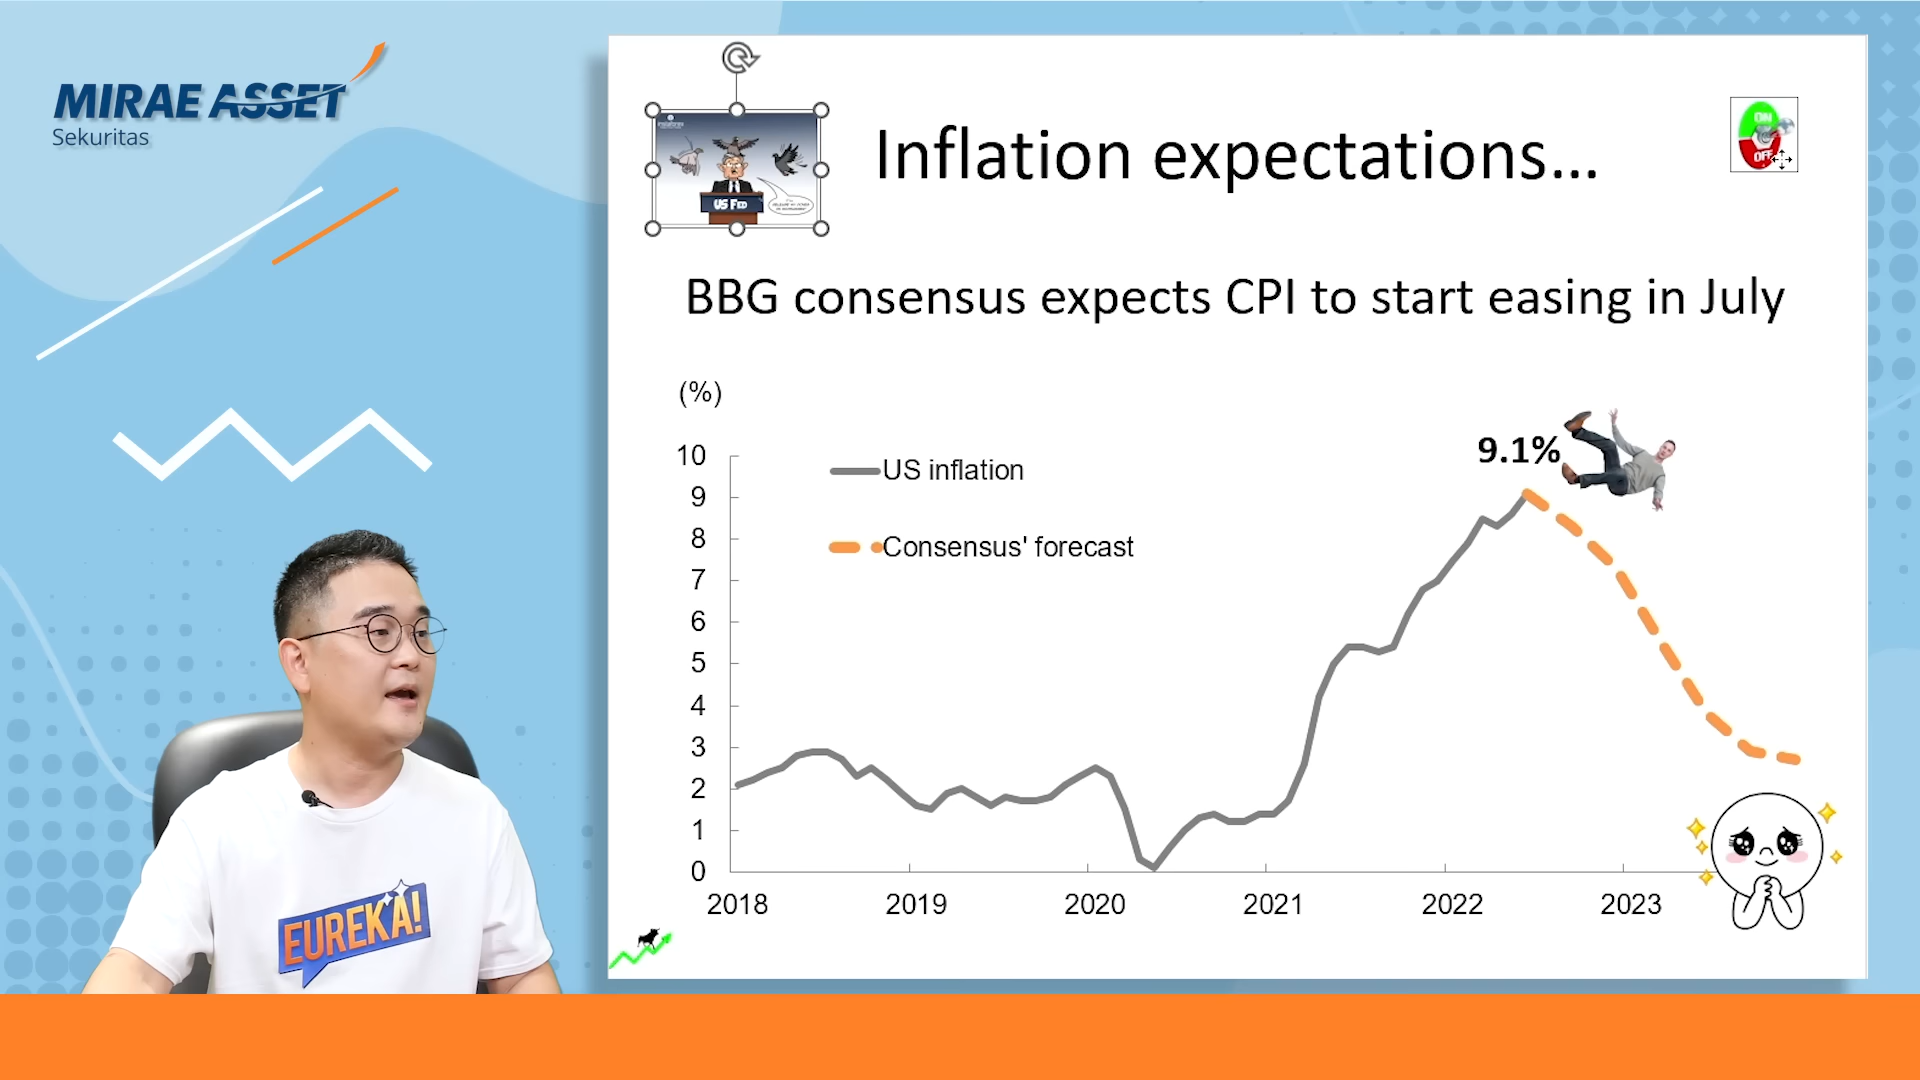 MIRAE ASSET
Sekuritas
US FED
Inflation expectations...
ON
OFF
BBG consensus expects CPI to start easing in July
(%)
10
9
8
7
6
5
4
3
2
1
0
US inflation
Consensus' forecast
9.1%
2018 2019 2020 2021 2022 2023
EUREKA!